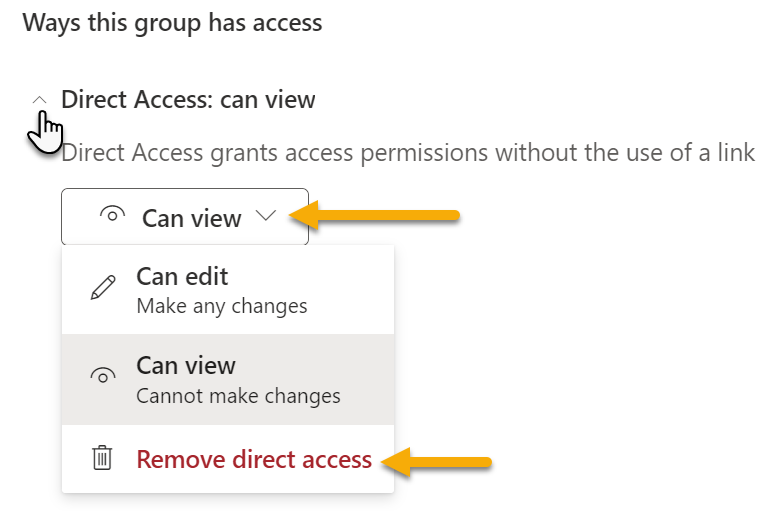 Ways this group has access
Direct Access: can view
Direct Access grants access permissions without the use of a link
Can view
Can edit
Make any changes
Can view
Cannot make changes
Remove direct access